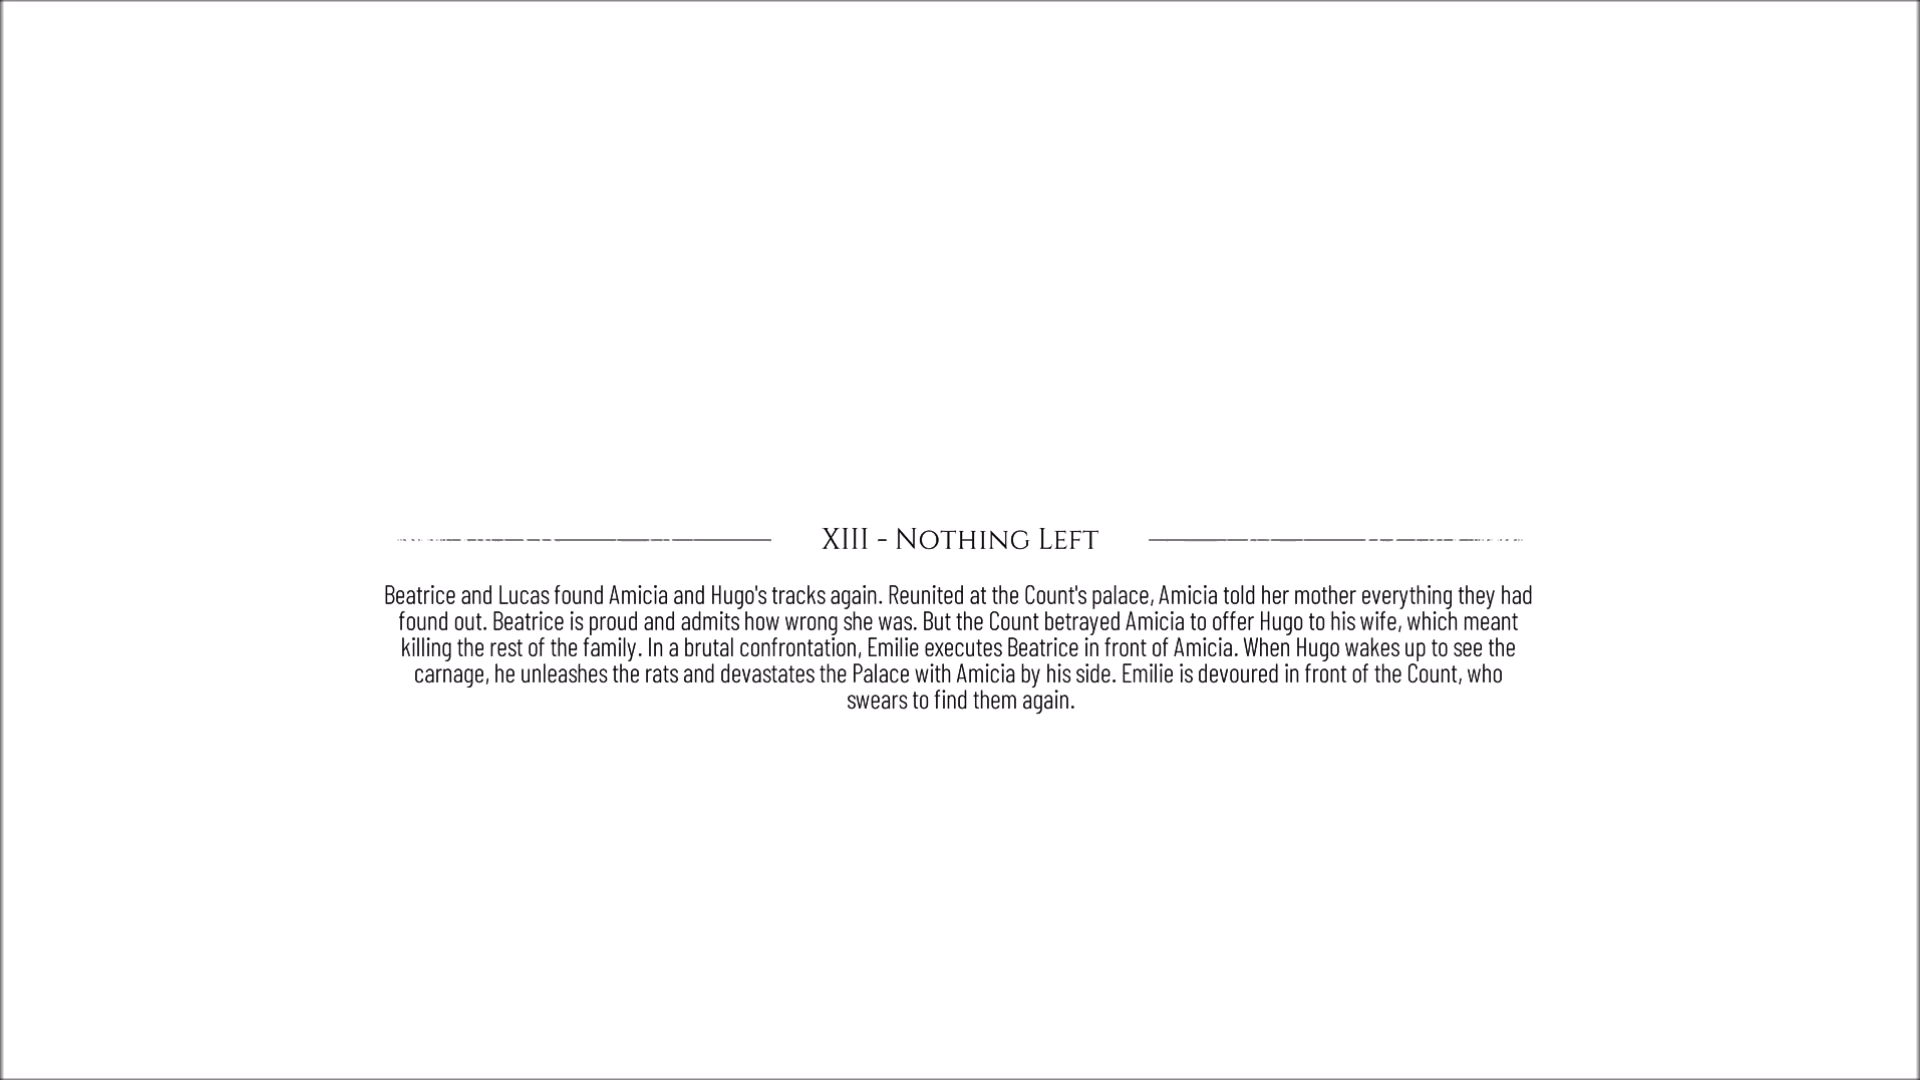 XIII - Nothing Left
Beatrice and Lucas found Amicia and Hugo's tracks again. Reunited at the Count's palace, Amicia told her mother everything they had
found out. Beatrice is proud and admits how wrong she was. But the Count betrayed Amicia to offer Hugo to his wife, which meant
killing the rest of the family. In a brutal confrontation, Emilie executes Beatrice in front of Amicia. When Hugo wakes up to see the
carnage, he unleashes the rats and devastates the Palace with Amicia by his side. Emilie is devoured in front of the Count, who
swears to find them again.